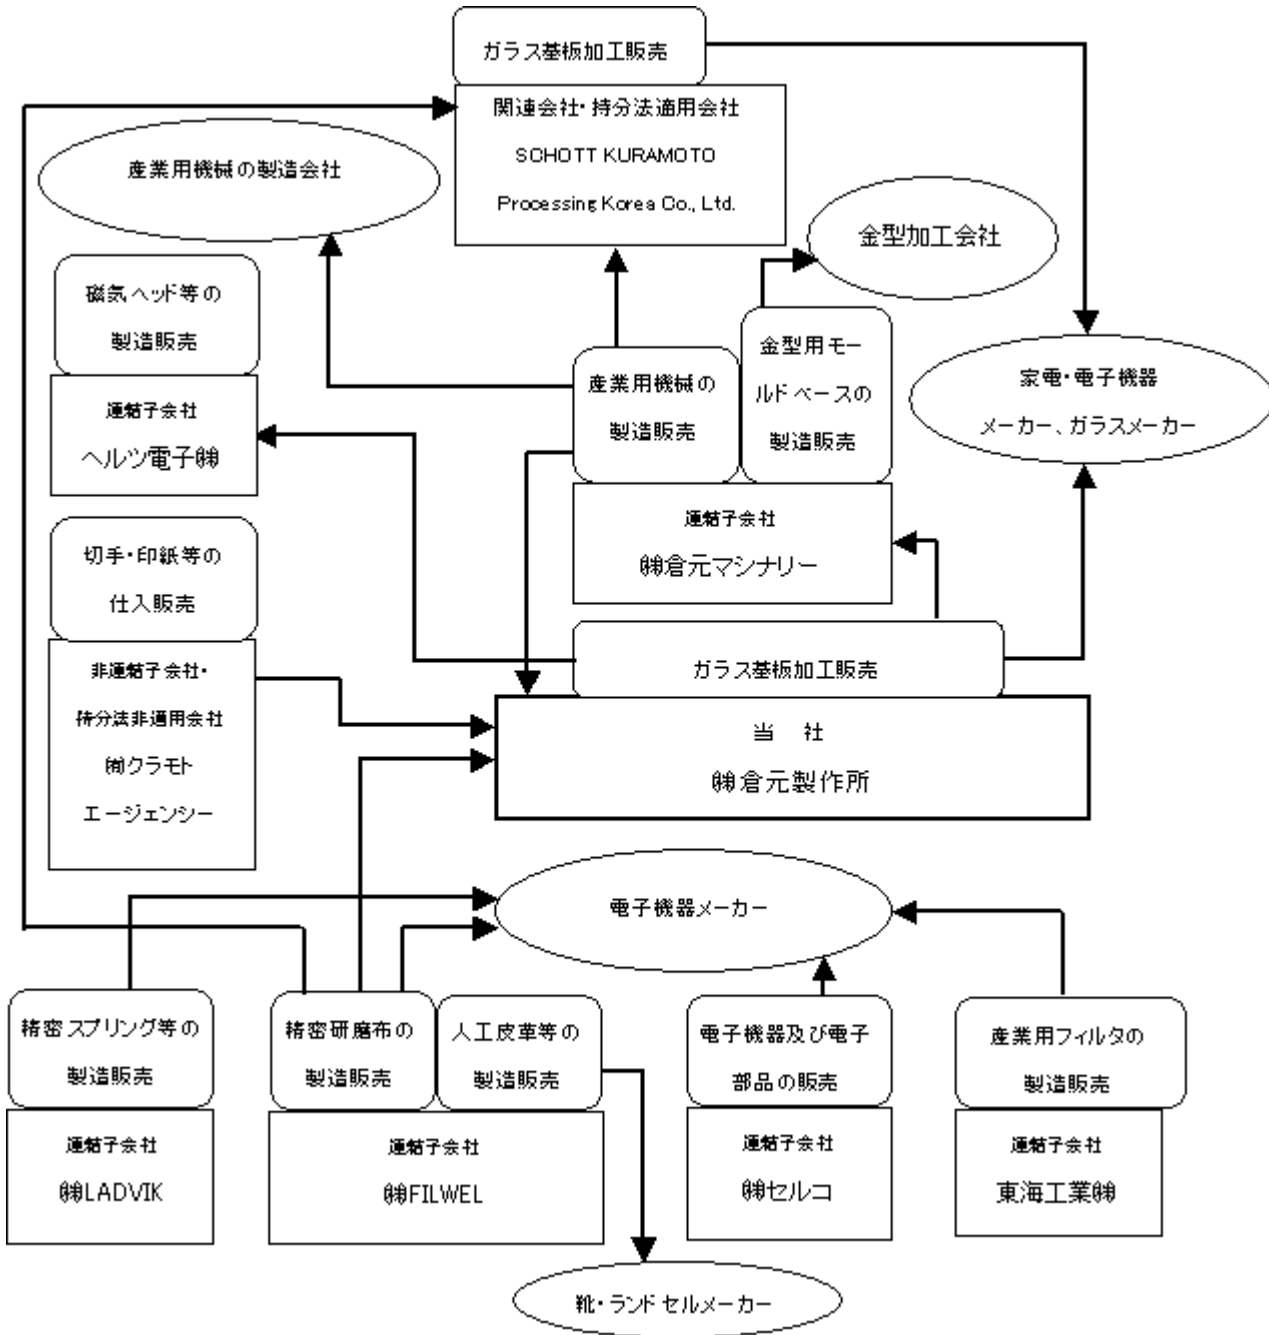 ガラス基板加工販売
関連会社・持分法適用会社
SCHOTT KURAMOTO
Processing Korea Co., Ltd.
産業用機械の製造会社
金型加工会社
磁気ヘッド等の
製造販売
連結子会社
ヘルツ電子㈱
産業用機械の
製造販売
金型用モー
ルドベースの
製造販売
家電・電子機器
メーカー、ガラスメーカー
連結子会社
㈱倉元マシナリー
切手・印紙等の
仕入販売
非連結子会社・
持分法非適用会社
㈲クラモト
エージェンシー
ガラス基板加工販売
当 社
㈱倉元製作所
電子機器メーカー
精密スプリング等の
製造販売
連結子会社
㈱LADVIK
精密研磨布の
製造販売
人工皮革等の
製造販売
連結子会社
㈱FILWEL
電子機器及び電子
部品の販売
連結子会社
㈱セルコ
産業用フィルタの
製造販売
連結子会社
東海工業㈱
靴・ランドセルメーカー